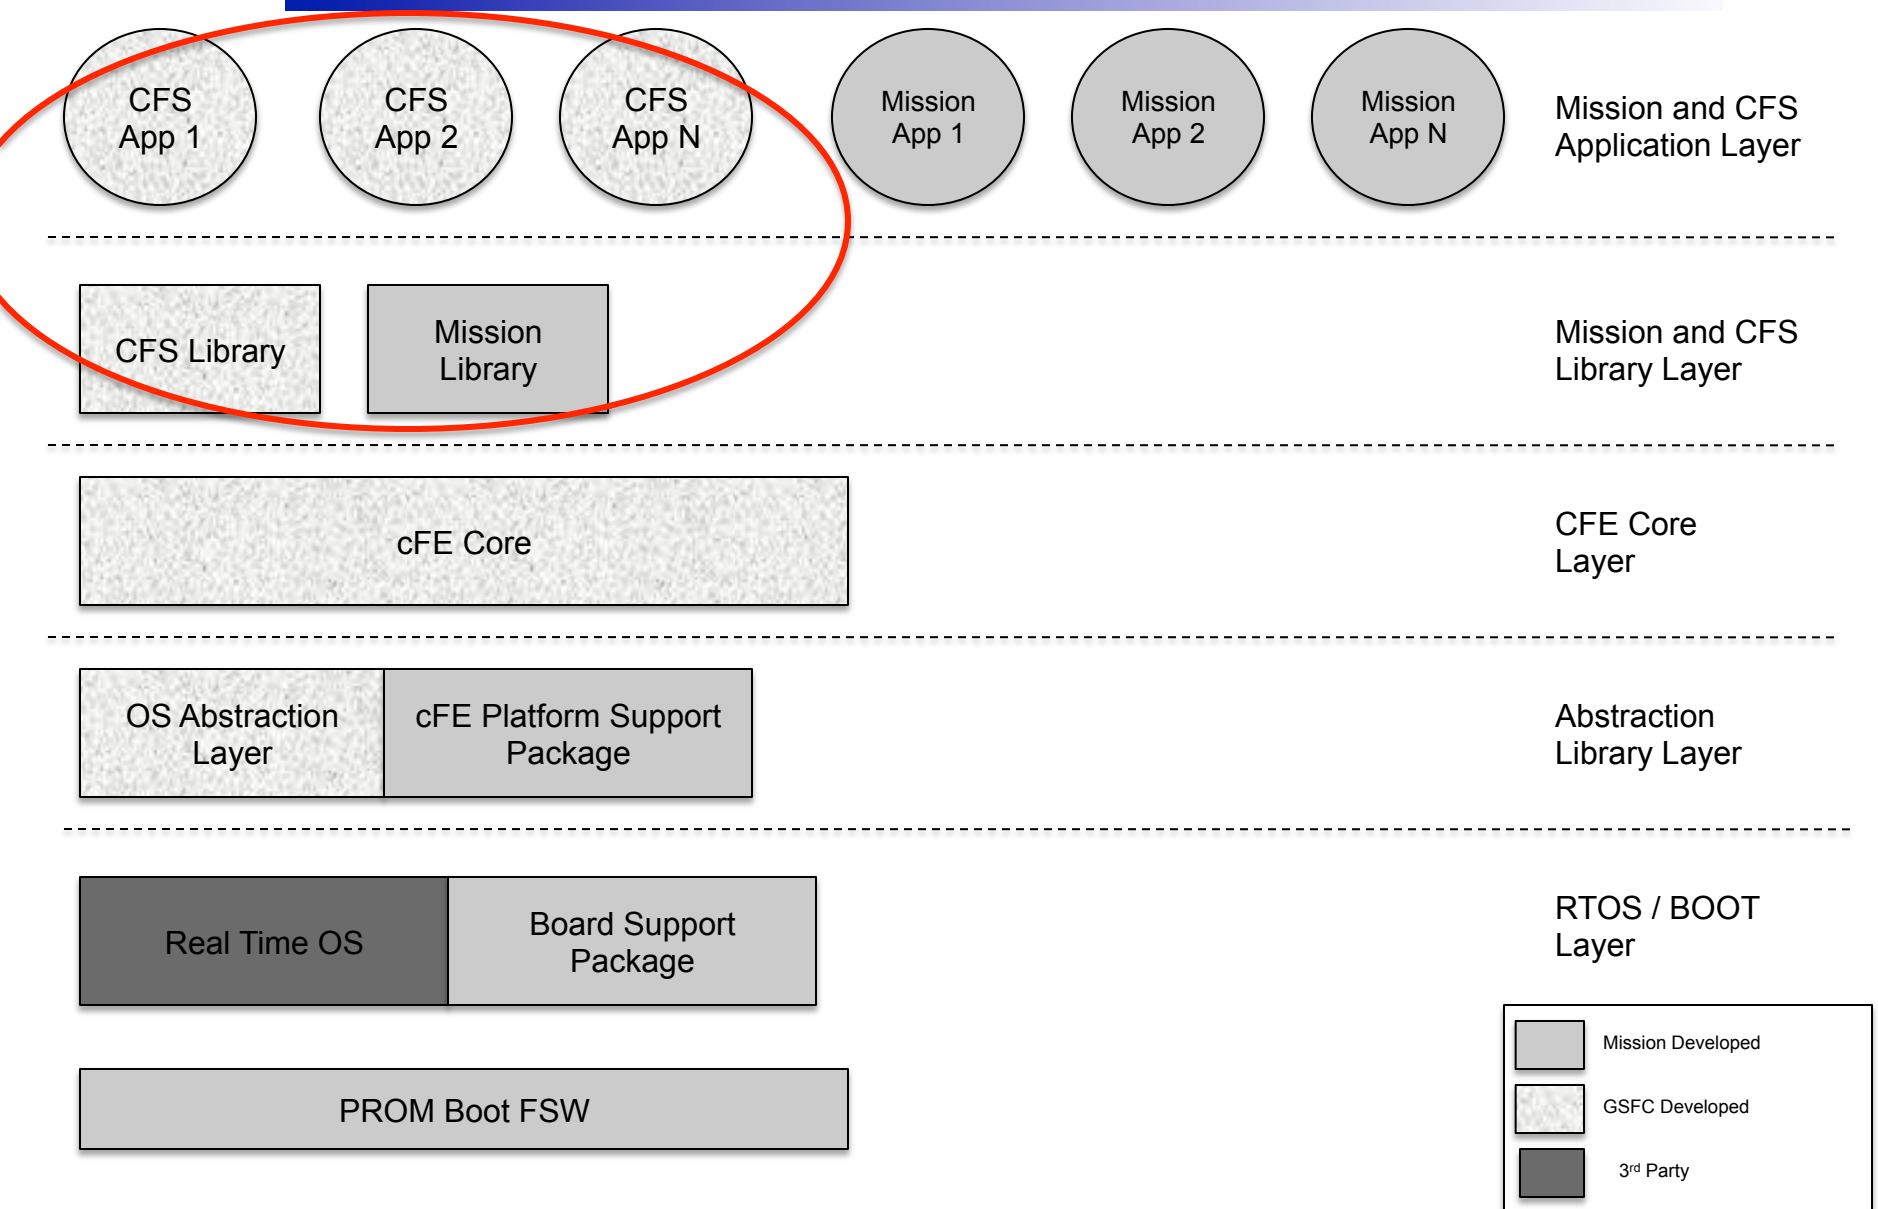 CFS
App 1
CFS
App 2
CFS
App N
Mission
App 1
Mission
App 2
Mission
App N
Mission and CFS
Application Layer
CFS Library
Mission
Library
Mission and CFS
Library Layer
cFE Core
CFE Core
Layer
OS Abstraction
Layer
cFE Platform Support
Package
Abstraction
Library Layer
Real Time OS
Board Support
Package
RTOS / BOOT
Layer
PROM Boot FSW
Mission Developed
GSFC Developed
3rd Party